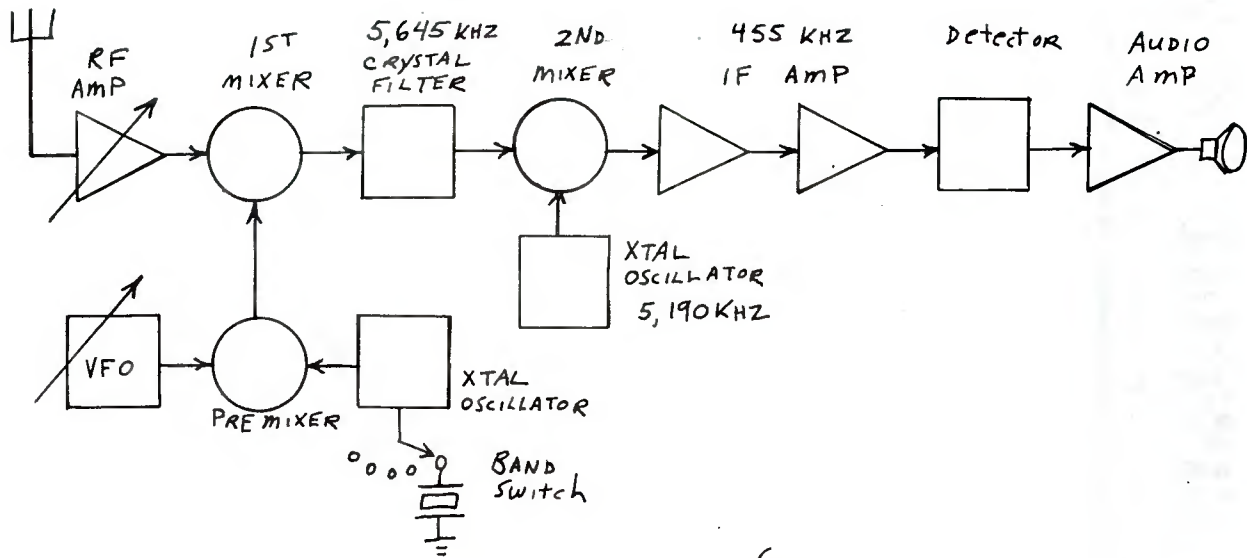 RF
AMP
1ST
MIXER
5,645 KHZ
CRYSTAL
FILTER
2ND
MIXER
455 KHZ
IF AMP
Detector
AUDIO
AMP
XTAL
OSCILLATOR
5,190KHZ
VFO
PREMIXER
XTAL
OSCILLATOR
BAND
Switch